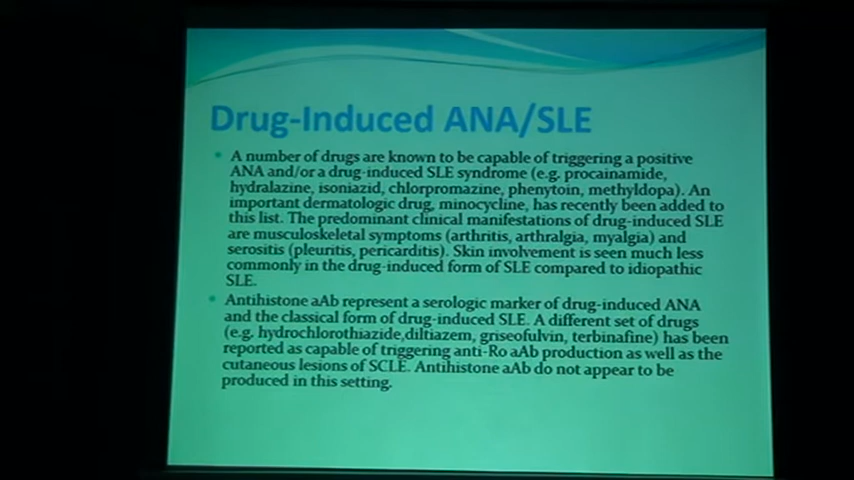 Drug-Induced ANA/SLE
A number of drugs are known to be capable of triggering a positive
ANA and/or a drug-induced SLE syndrome (e.g. procainamide,
hydralazine, isoniazid, chlorpromazine, phenytoin, methyldopa). An
important dermatologic drug, minocycline, has recently been added to
this list. The predominant clinical manifestations of drug-induced SLE
are musculoskeletal symptoms (arthritis, arthralgia, myalgia) and
serositis (pleuritis, pericarditis). Skin involvement is seen much less
commonly in the drug-induced form of SLE compared to idiopathic
SLE.
Antihistone aAb represent a serologic marker of drug-induced ANA
and the classical form of drug-induced SLE. A different set of drugs
(e.g. hydrochlorothiazide,diltiazem, griseofulvin, terbinafine) has been
reported as capable of triggering anti-Ro aAb production as well as the
cutaneous lesions of SCLE. Antihistone aAb do not appear to be
produced in this setting.